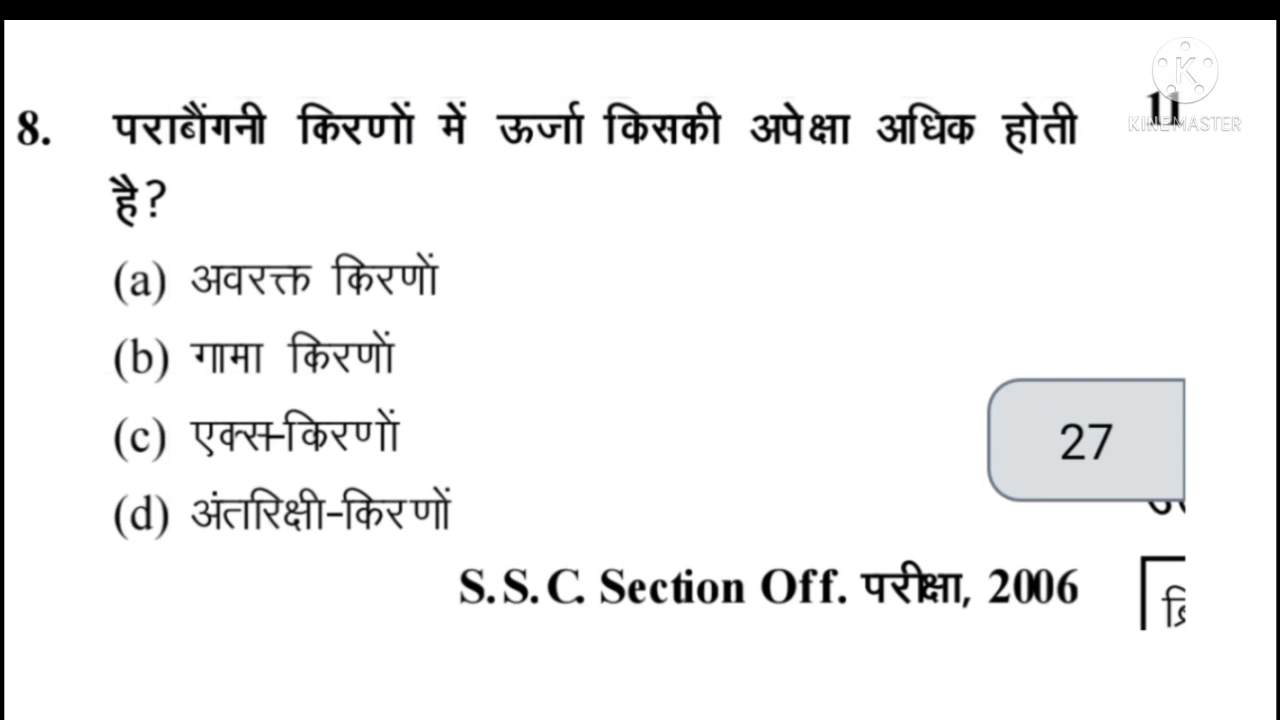 8. पराबैंगनी किरणों में ऊर्जा किसकी अपेक्षा अधिक होती
है?
(a) अवरक्त किरणों
(b) गामा किरणों
(c) एक्स-किरणों
(d) अंतरिक्षी-किरणों
S.S.C. Section Off. परीक्षा, 2006
11
KINEMASTER
27